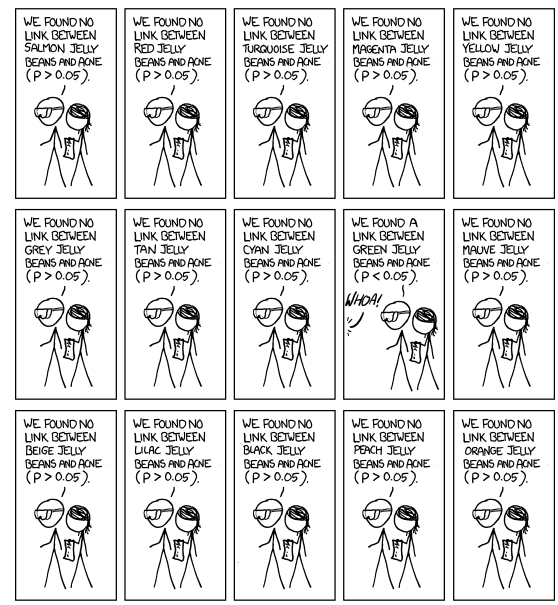 WE FOUND NO
LINK BETWEEN
SALMON JELLY
BEANS AND ACNE
(P > 0.05).
WE FOUND NO
LINK BETWEEN
RED JELLY
BEANS AND ACNE
(P > 0.05).
WE FOUND NO
LINK BETWEEN
TURQUOISE JELLY
BEANS AND ACNE
(P > 0.05).
WE FOUND NO
LINK BETWEEN
MAGENTA JELLY
BEANS AND ACNE
(P > 0.05).
WE FOUND NO
LINK BETWEEN
YELLOW JELLY
BEANS AND ACNE
(P > 0.05).
WE FOUND NO
LINK BETWEEN
GREY JELLY
BEANS AND ACNE
(P > 0.05).
WE FOUND NO
LINK BETWEEN
TAN JELLY
BEANS AND ACNE
(P > 0.05).
WE FOUND NO
LINK BETWEEN
CYAN JELLY
BEANS AND ACNE
(P > 0.05).
WE FOUND A
LINK BETWEEN
GREEN JELLY
BEANS AND ACNE
(P < 0.05).
WHOA!
WE FOUND NO
LINK BETWEEN
MAUVE JELLY
BEANS AND ACNE
(P > 0.05).
WE FOUND NO
LINK BETWEEN
BEIGE JELLY
BEANS AND ACNE
(P > 0.05).
WE FOUND NO
LINK BETWEEN
LILAC JELLY
BEANS AND ACNE
(P > 0.05).
WE FOUND NO
LINK BETWEEN
BLACK JELLY
BEANS AND ACNE
(P > 0.05).
WE FOUND NO
LINK BETWEEN
PEACH JELLY
BEANS AND ACNE
(P > 0.05).
WE FOUND NO
LINK BETWEEN
ORANGE JELLY
BEANS AND ACNE
(P > 0.05).